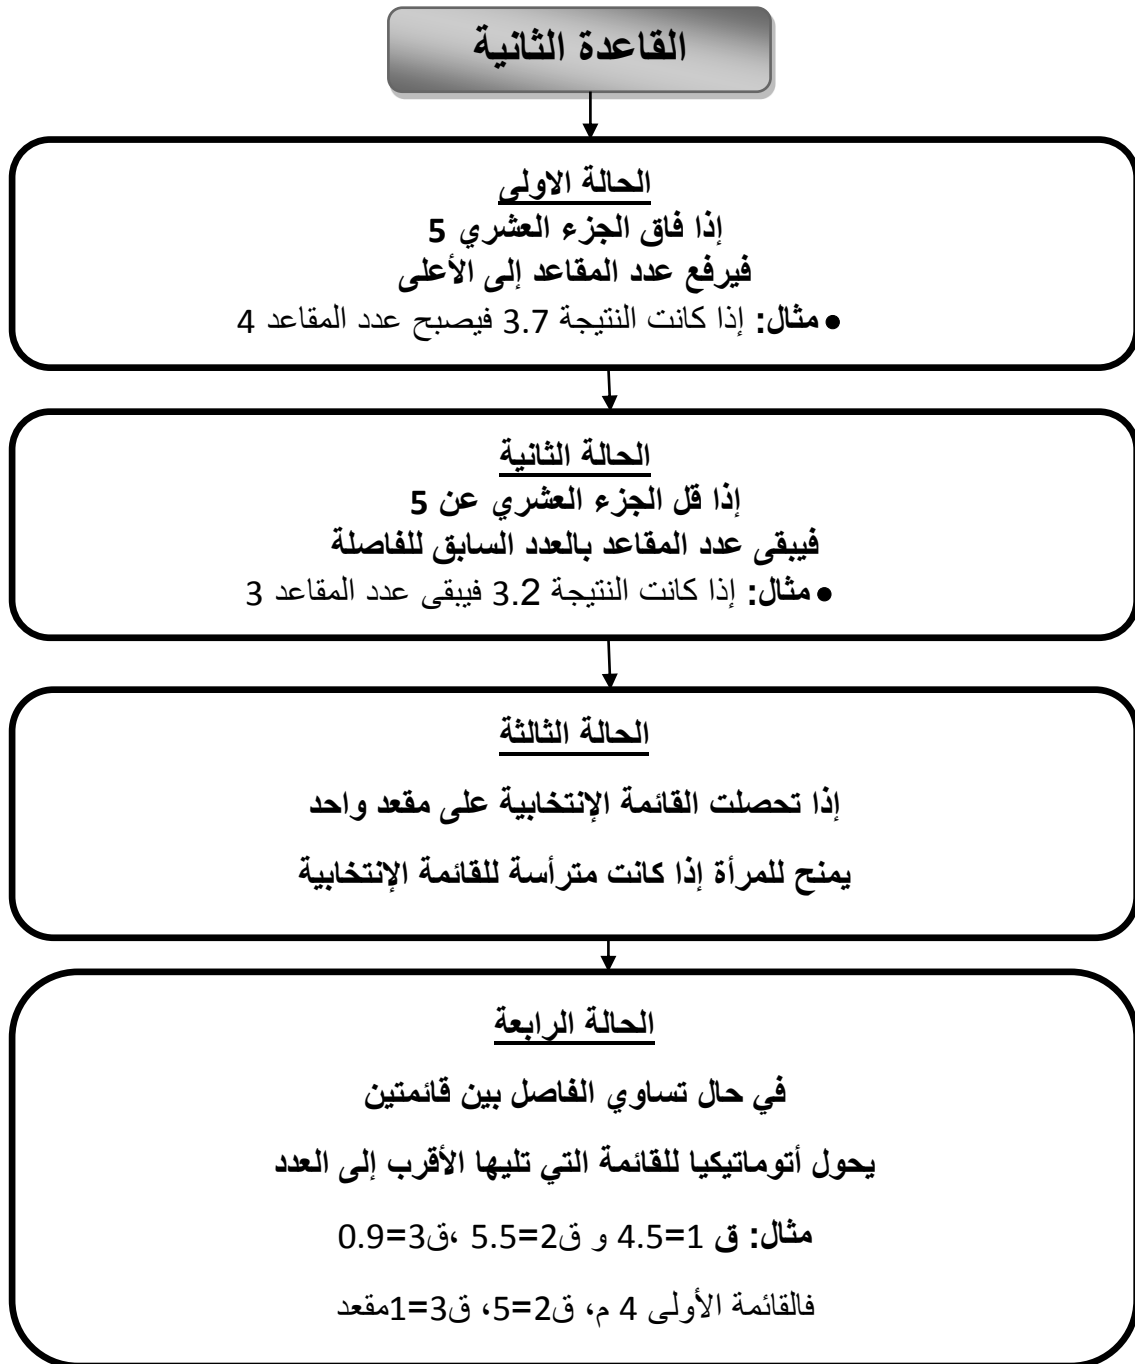 القاعدة الثانية
الحالة الاولى
إذا فاق الجزء العشري 5
فيرفع عدد المقاعد إلى الأعلى
• مثال: إذا كانت النتيجة 3.7 فيصبح عدد المقاعد 4
الحالة الثانية
إذا قل الجزء العشري عن 5
فيبقى عدد المقاعد بالعدد السابق للفاصلة
• مثال: إذا كانت النتيجة 3.2 فيبقى عدد المقاعد 3
الحالة الثالثة
إذا تحصلت القائمة الإنتخابية على مقعد واحد
يمنح للمرأة إذا كانت مترأسة للقائمة الإنتخابية
الحالة الرابعة
في حال تساوي الفاصل بين قائمتين
يحول أتوماتيكيا للقائمة التي تليها الأقرب إلى العدد
مثال: ق 1=4.5 و ق2=5.5 ،ق3=0.9
فالقائمة الأولى 4 م، ق2=5، ق3=1مقعد